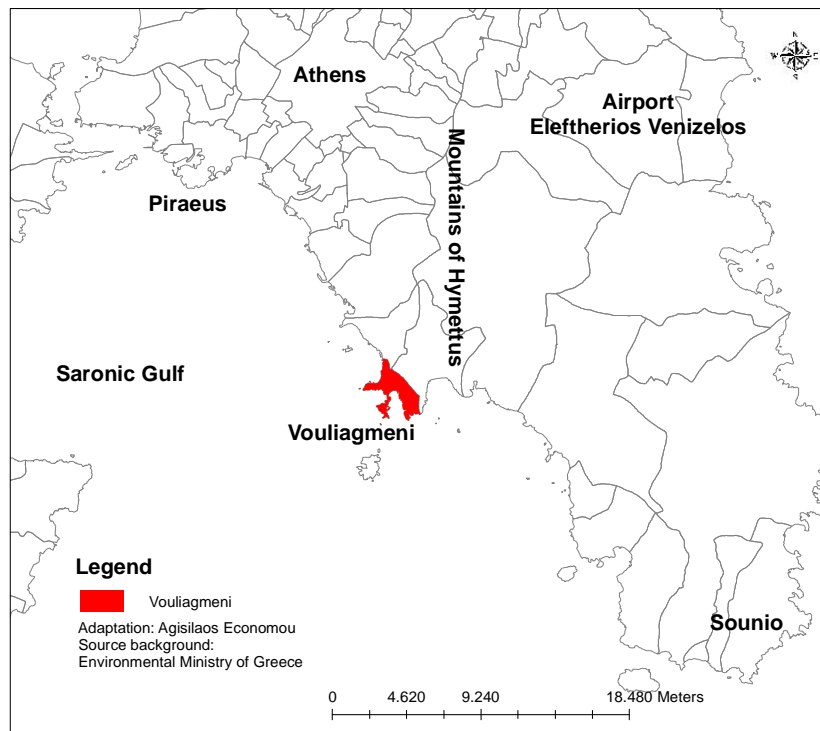 Athens
Airport
Eleftherios Venizelos
Mountains of Hymettus
Piraeus
Saronic Gulf
Vouliagmeni
Legend
Vouliagmeni
Adaptation: Agisilaos Economou
Source background:
Environmental Ministry of Greece
Sounio
0 4.620 9.240 18.480 Meters